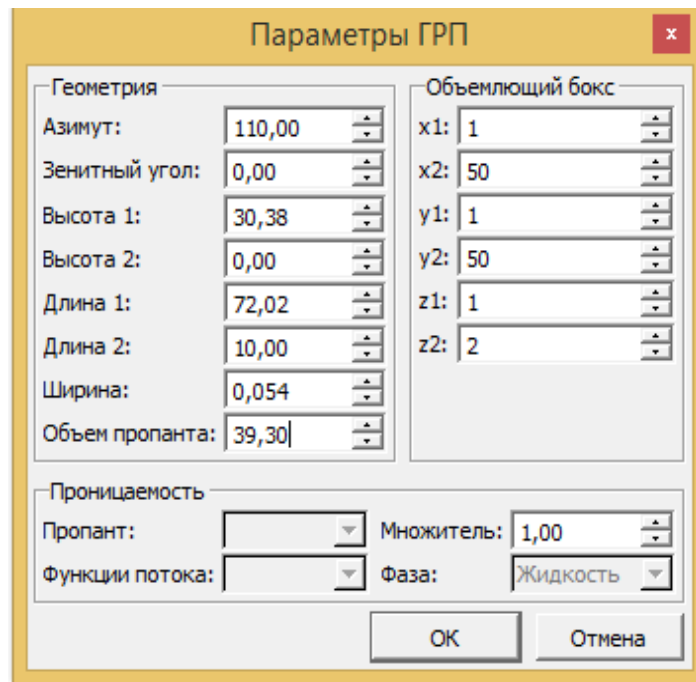 Параметры ГРП
x
Геометрия
Азимут: 110,00
Зенитный угол: 0,00
Высота 1: 30,38
Высота 2: 0,00
Длина 1: 72,02
Длина 2: 10,00
Ширина: 0,054
Объем пропанта: 39,30
Объемлющий бокс
x1: 1
x2: 50
y1: 1
y2: 50
z1: 1
z2: 2
Проницаемость
Пропант: Множитель: 1,00
Функции потока: Фаза: Жидкость
ОК Отмена